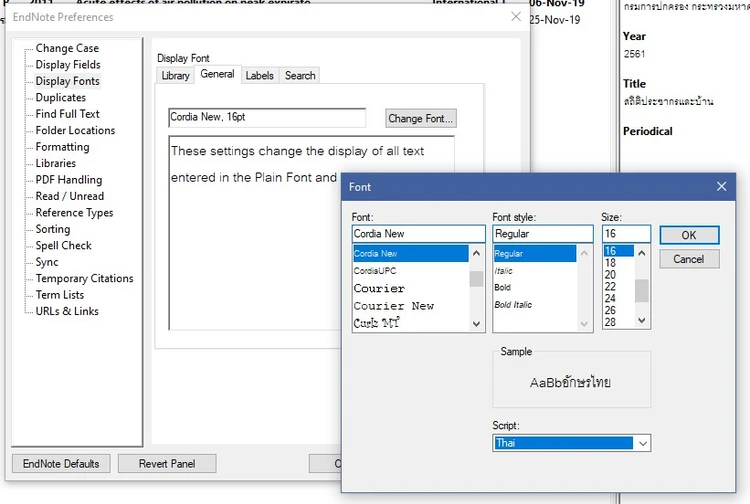 2011 Acute effects of air pollution on peak expirato International J 06-Nov-19
25-Nov-19
EndNote Preferences
Change Case
Display Fields
Display Fonts
Duplicates
Find Full Text
Folder Locations
Formatting
Libraries
PDF Handling
Read / Unread
Reference Types
Sorting
Spell Check
Sync
Temporary Citations
Term Lists
URLs & Links
EndNote Defaults
Revert Panel
Display Font
Library General Labels Search
Cordia New, 16pt
Change Font...
These settings change the display of all text
entered in the Plain Font and
Font
Font: Font style: Size:
Cordia New Regular 16
OK
Cancel
Cordia New
CordiaUPC
Courier
Courier New
Curlz MT
Regular
Italic
Bold
Bold Italic
16
18
20
22
24
26
28
Sample
AaBbอักษรไทย
Script:
Thai
กรมการปกครอง กระทรวงมหาด
Year
2561
Title
สถิติประชากรและบ้าน
Periodical